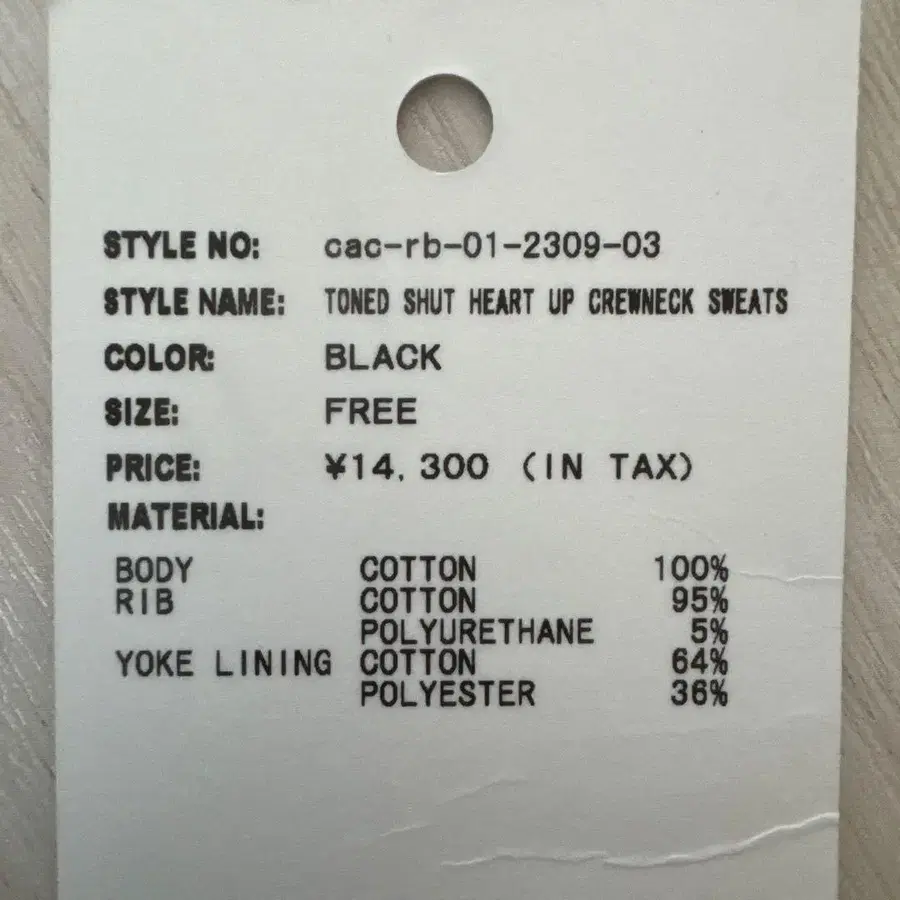 STYLE NO: cac-rb-01-2309-03
STYLE NAME: TONED SHUT HEART UP CREWNECK SWEATS
COLOR: BLACK
SIZE: FREE
PRICE: ¥14,300 (IN TAX)
MATERIAL:
BODY COTTON 100%
RIB COTTON 95%
POLYURETHANE 5%
YOKE LINING COTTON 64%
POLYESTER 36%